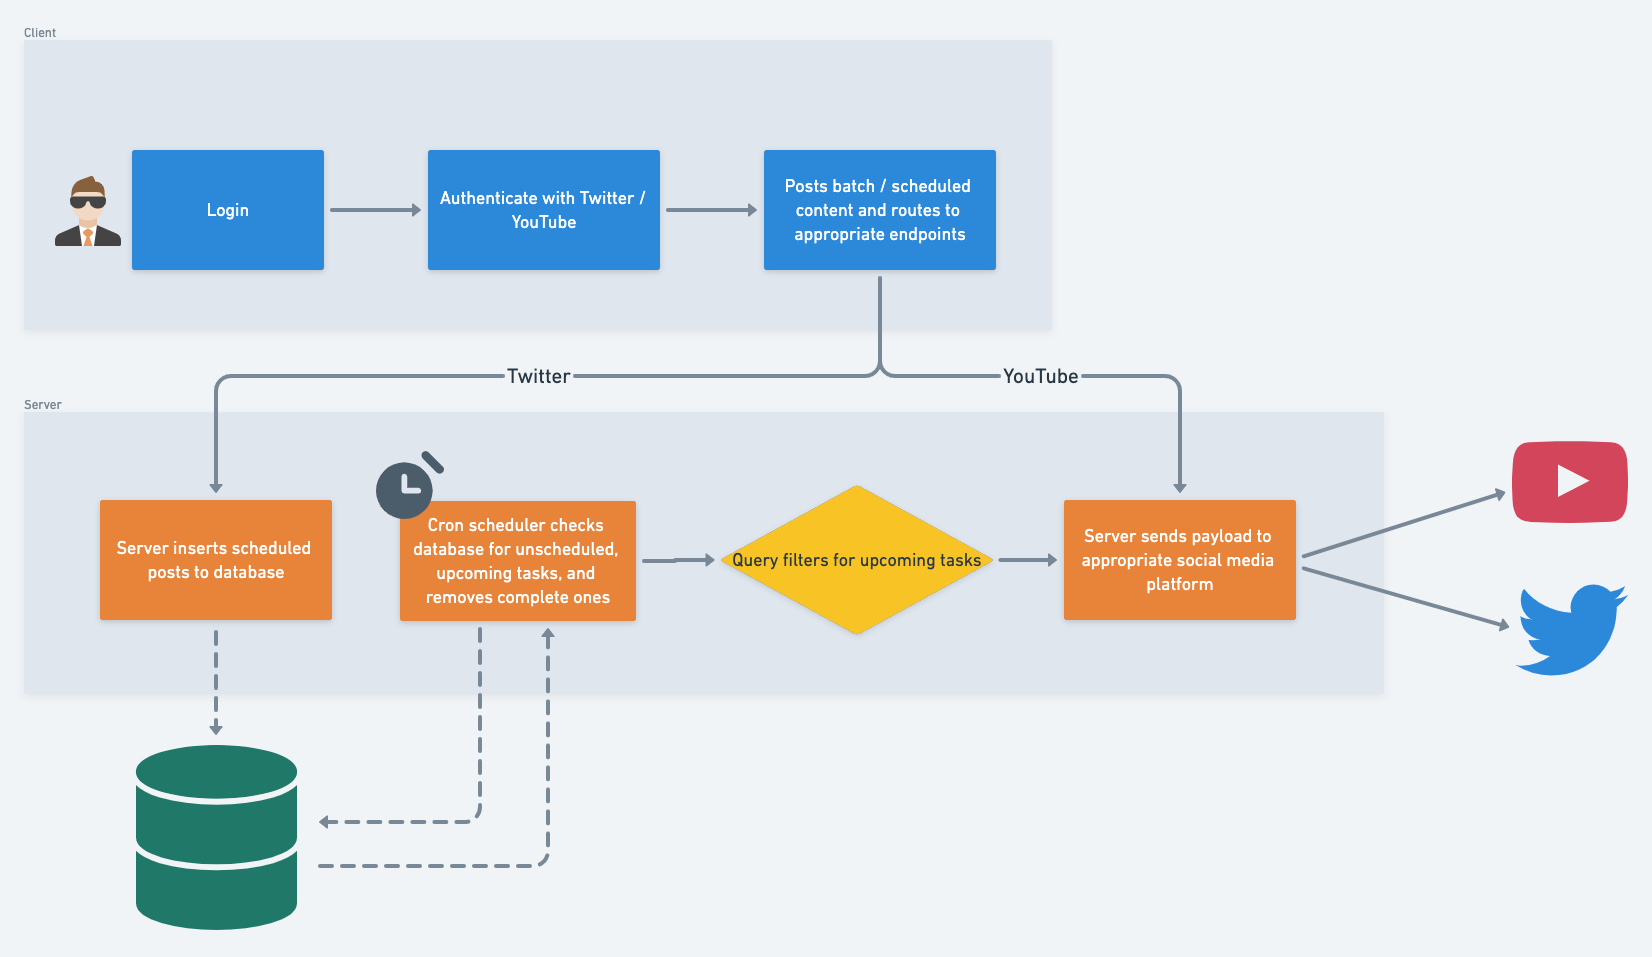 Client
Login
Authenticate with Twitter /
YouTube
Posts batch / scheduled
content and routes to
appropriate endpoints
Twitter
YouTube
Server
Server inserts scheduled
posts to database
Cron scheduler checks
database for unscheduled,
upcoming tasks, and
removes complete ones
Query filters for upcoming tasks
Server sends payload to
appropriate social media
platform